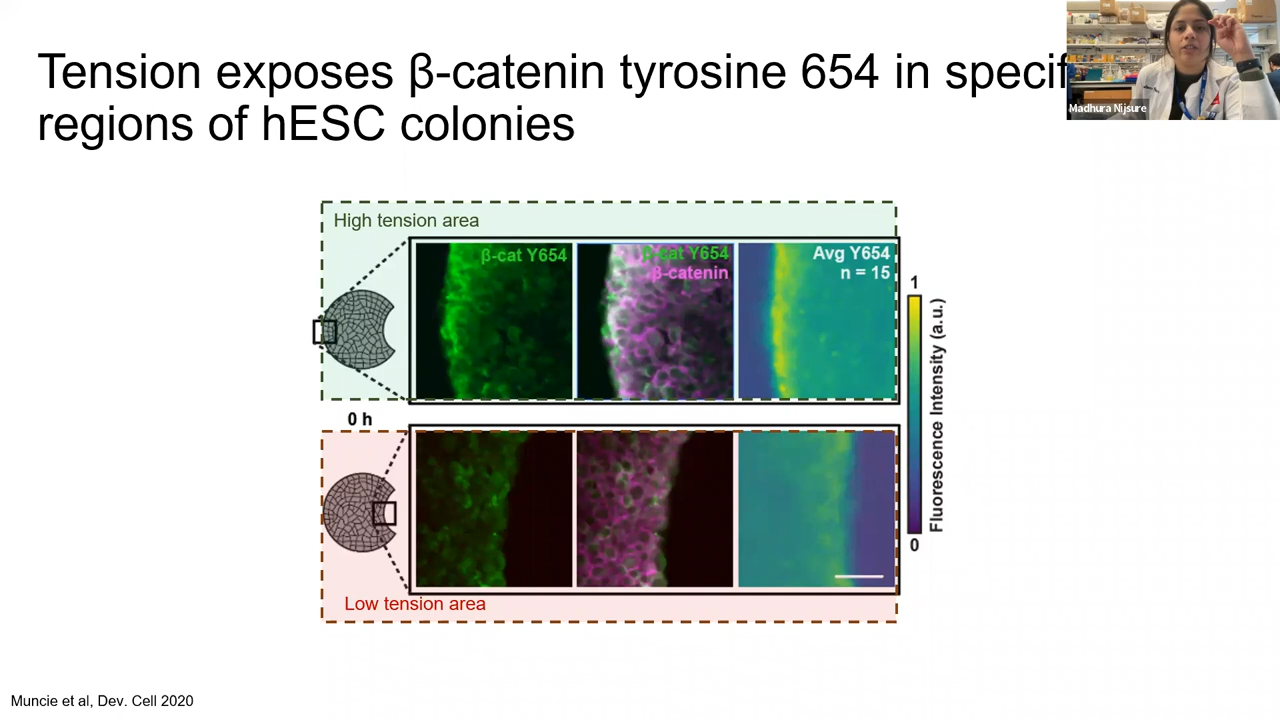 Tension exposes β-catenin tyrosine 654 in specif
regions of hESC colonies
Madhura Nijsure
High tension area
β-cat Y654
β-cat Y654
β-catenin
Avg Y654
n = 15
1
Fluorescence Intensity (a.u.)
0
0 h
Low tension area
Muncie et al, Dev. Cell 2020